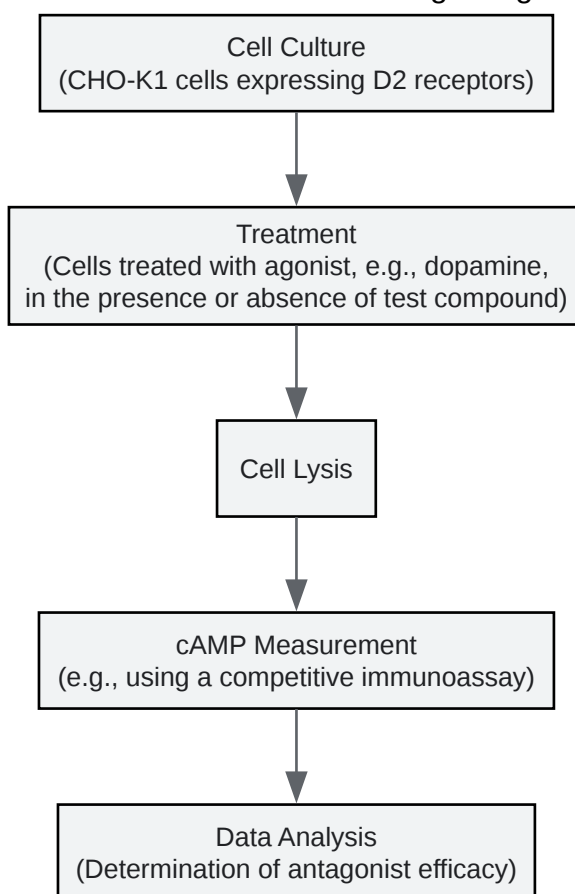 Cell Culture
(CHO-K1 cells expressing D2 receptors)
Treatment
(Cells treated with agonist, e.g., dopamine,
in the presence or absence of test compound)
Cell Lysis
cAMP Measurement
(e.g., using a competitive immunoassay)
Data Analysis
(Determination of antagonist efficacy)